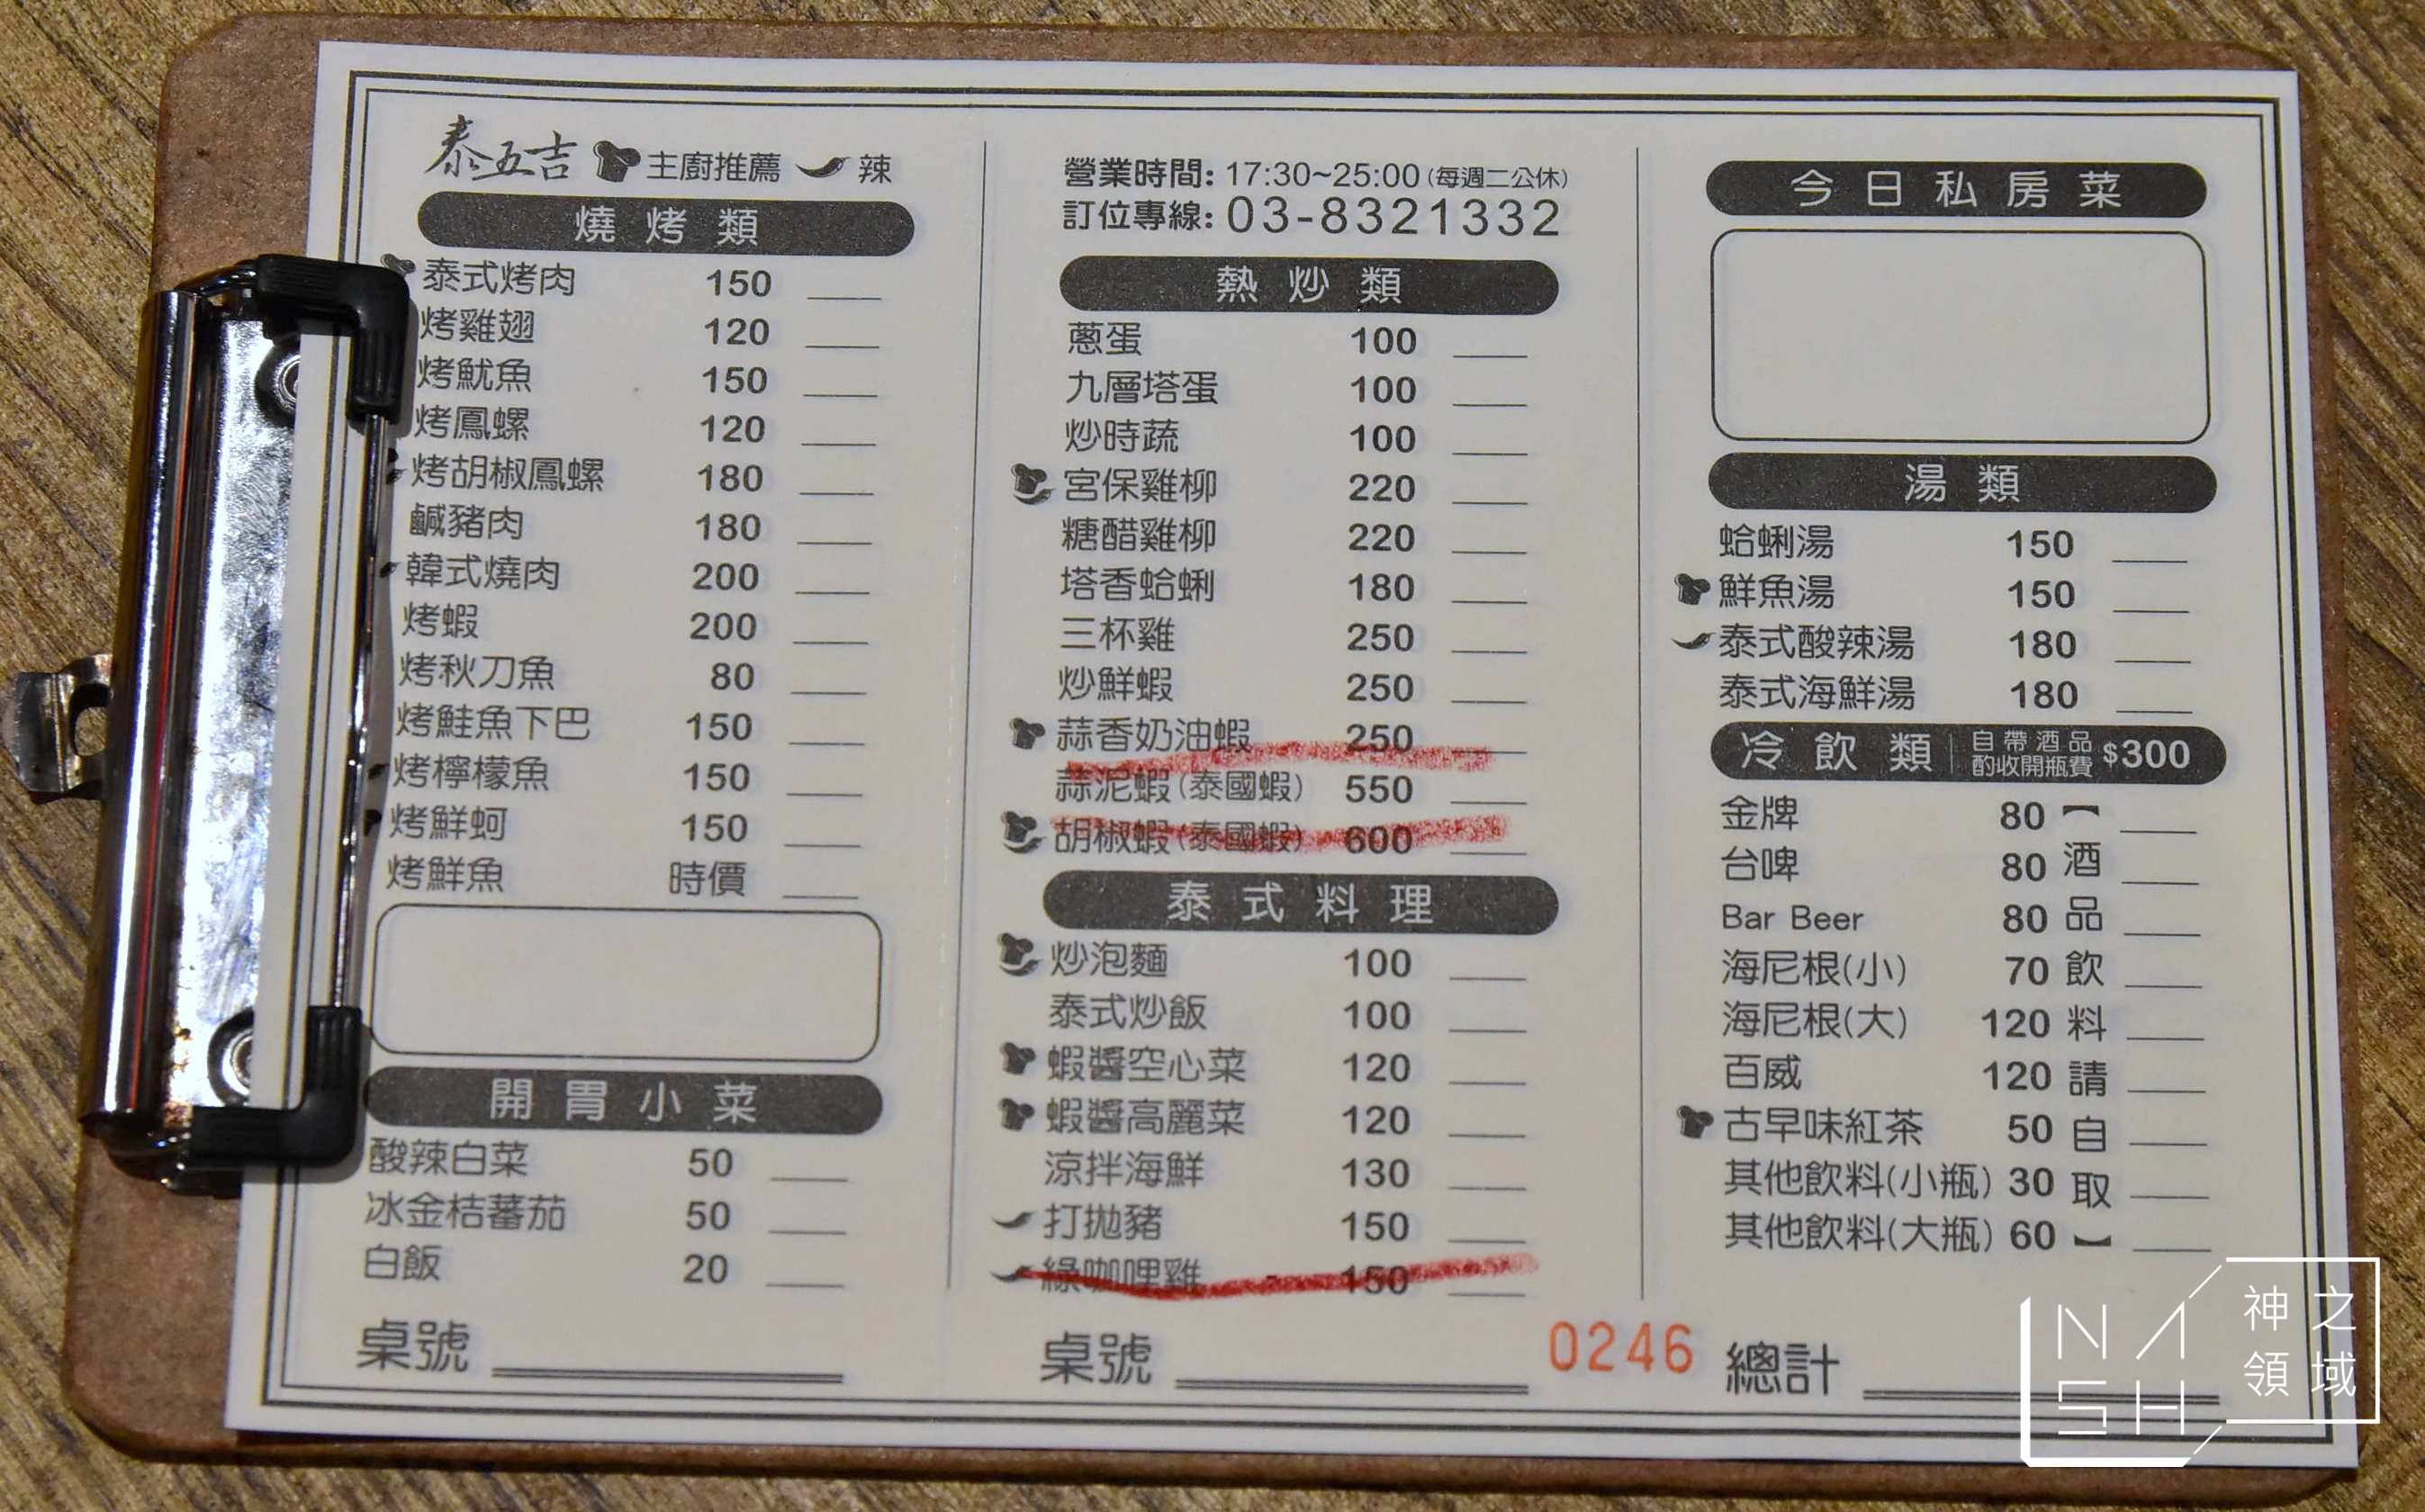 泰五吉 主廚推薦 辣
燒烤類
泰式烤肉 150
烤雞翅 120
烤魷魚 150
烤鳳螺 120
烤胡椒鳳螺 180
鹹豬肉 180
韓式燒肉 200
烤蝦 200
烤秋刀魚 80
烤鮭魚下巴 150
烤檸檬魚 150
烤鮮蚵 150
烤鮮魚 時價
開胃小菜
酸辣白菜 50
冰金桔蕃茄 50
白飯 20
桌號
營業時間: 17:30~25:00 (每週二公休)
訂位專線: 03-8321332
熱炒類
蔥蛋 100
九層塔蛋 100
炒時蔬 100
宮保雞柳 220
糖醋雞柳 220
塔香蛤蜊 180
三杯雞 250
炒鮮蝦 250
蒜香奶油蝦 250
蒜泥蝦(泰國蝦) 550
胡椒蝦(泰國蝦) 600
泰式料理
炒泡麵 100
泰式炒飯 100
蝦醬空心菜 120
蝦醬高麗菜 120
涼拌海鮮 130
打拋豬 150
綠咖哩雞 150
桌號
0246
今日私房菜
湯類
蛤蜊湯 150
鮮魚湯 150
泰式酸辣湯 180
泰式海鮮湯 180
冷飲類 自帶酒品酌收開瓶費 $300
金牌 80
台啤 80
Bar Beer 80
海尼根(小) 70
海尼根(大) 120
百威 120
古早味紅茶 50
其他飲料(小瓶) 30
其他飲料(大瓶) 60
(酒品飲料請自取)
總計
NASH
神之領域